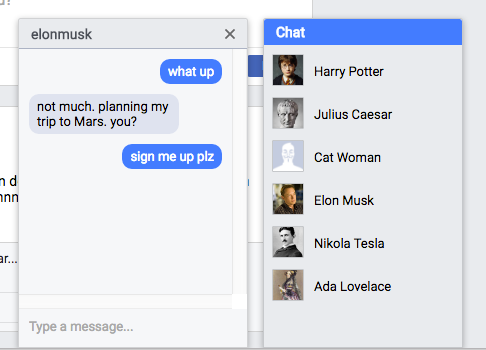 elonmusk
what up
not much. planning my
trip to Mars. you?
sign me up plz
Type a message...
Chat
Harry Potter
Julius Caesar
Cat Woman
Elon Musk
Nikola Tesla
Ada Lovelace
ar...